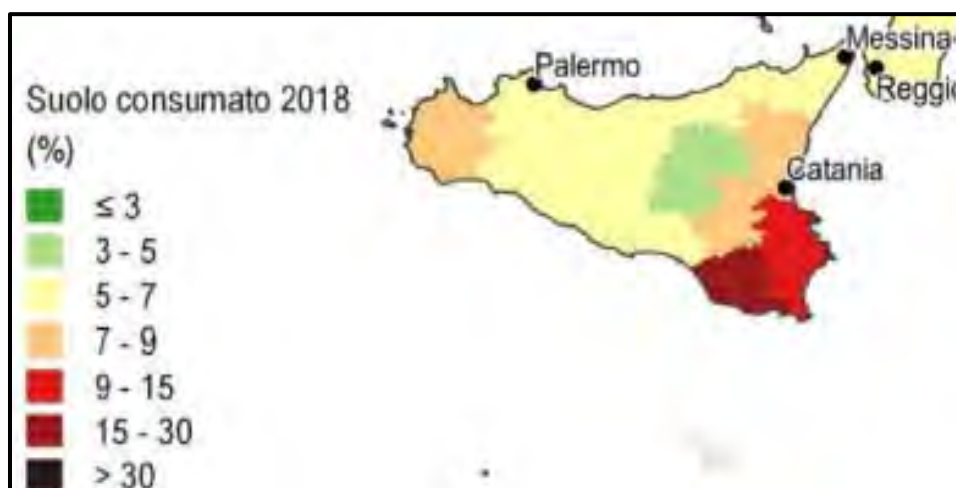 Suolo consumato 2018
(%)
≤ 3
3 - 5
5 - 7
7 - 9
9 - 15
15 - 30
> 30
Palermo
Messina
Reggio
Catania